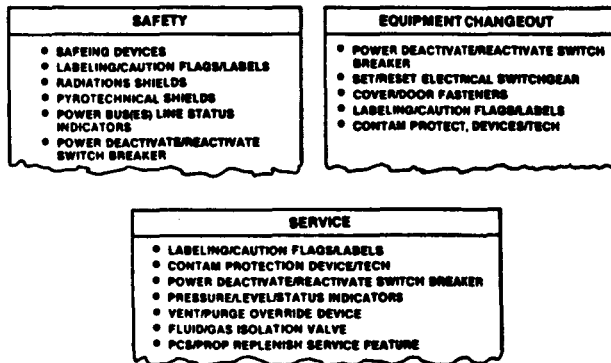 SAFETY
● SAFEING DEVICES
● LABELING/CAUTION FLAGS/LABELS
● RADIATIONS SHIELDS
● PYROTECHNICAL SHIELDS
● POWER BUS(ES) LINE STATUS
INDICATORS
● POWER DEACTIVATE/REACTIVATE
SWITCH BREAKER
EQUIPMENT CHANGEOUT
● POWER DEACTIVATE/REACTIVATE SWITCH
BREAKER
● SET/RESET ELECTRICAL SWITCHGEAR
● COVER/DOOR FASTENERS
● LABELING/CAUTION FLAGS/LABELS
● CONTAM PROTECT, DEVICES/TECH
SERVICE
● LABELING/CAUTION FLAGS/LABELS
● CONTAM PROTECTION DEVICE/TECH
● POWER DEACTIVATE/REACTIVATE SWITCH BREAKER
● PRESSURE/LEVEL/STATUS INDICATORS
● VENT/PURGE OVERRIDE DEVICE
● FLUID/GAS ISOLATION VALVE
● PCS/PROP REPLENISH SERVICE FEATURE